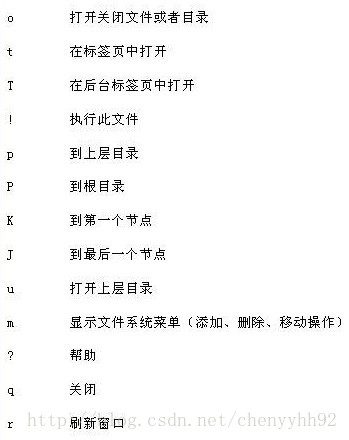 o 打开关闭文件或者目录
t 在标签页中打开
T 在后台标签页中打开
! 执行此文件
p 到上层目录
P 到根目录
K 到第一个节点
J 到最后一个节点
u 打开上层目录
m 显示文件系统菜单（添加、删除、移动操作）
? 帮助
q 关闭
r 刷新窗口
http://blog.csdn.net/chenyyhh92